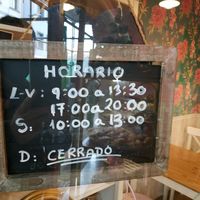 HORARIO
L-V: 9:00 a 13:30
17:00 a 20:00
S: 10:00 a 13:00
D: CERRADO